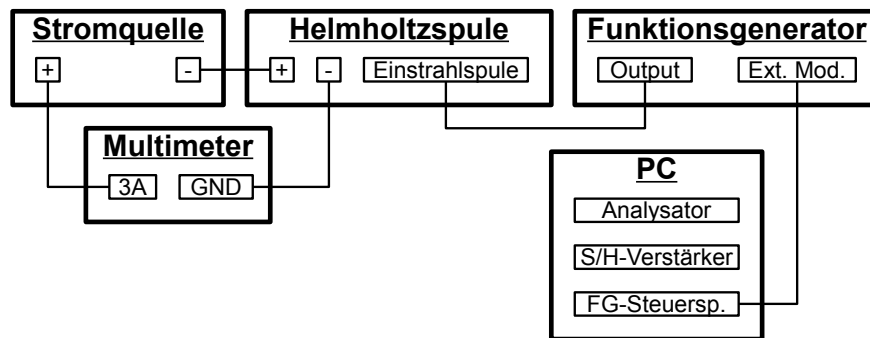 Stromquelle
+
-
Helmholtzspule
+
-
Einstrahlspule
Funktionsgenerator
Output
Ext. Mod.
Multimeter
3A
GND
PC
Analysator
S/H-Verstärker
FG-Steuersp.